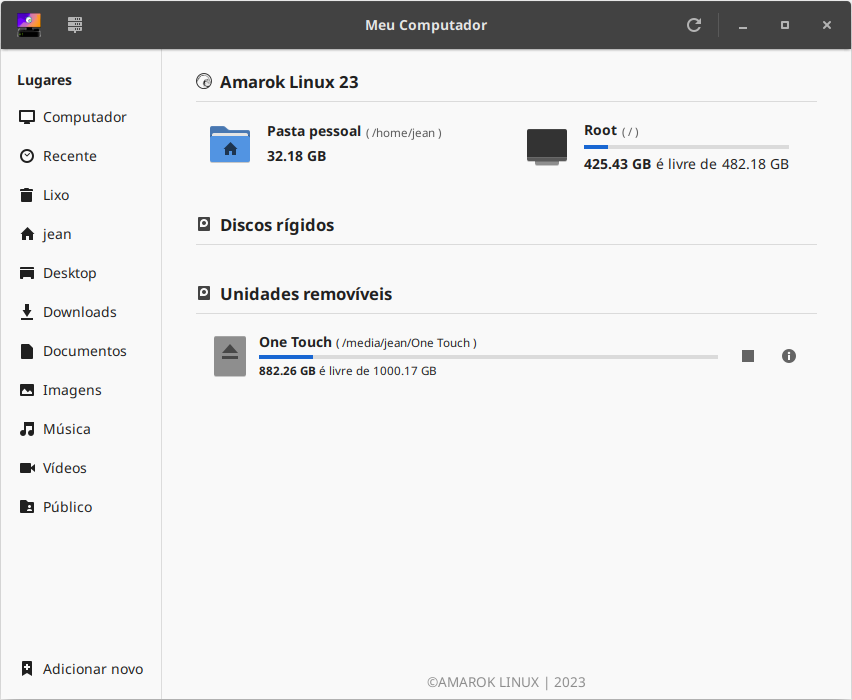 Meu Computador
Lugares
Computador
Recente
Lixo
jean
Desktop
Downloads
Documentos
Imagens
Música
Vídeos
Público
Adicionar novo
Amarok Linux 23
Pasta pessoal ( /home/jean )
32.18 GB
Root ( / )
425.43 GB é livre de 482.18 GB
Discos rígidos
Unidades removíveis
One Touch ( /media/jean/One Touch )
882.26 GB é livre de 1000.17 GB
©AMAROK LINUX | 2023